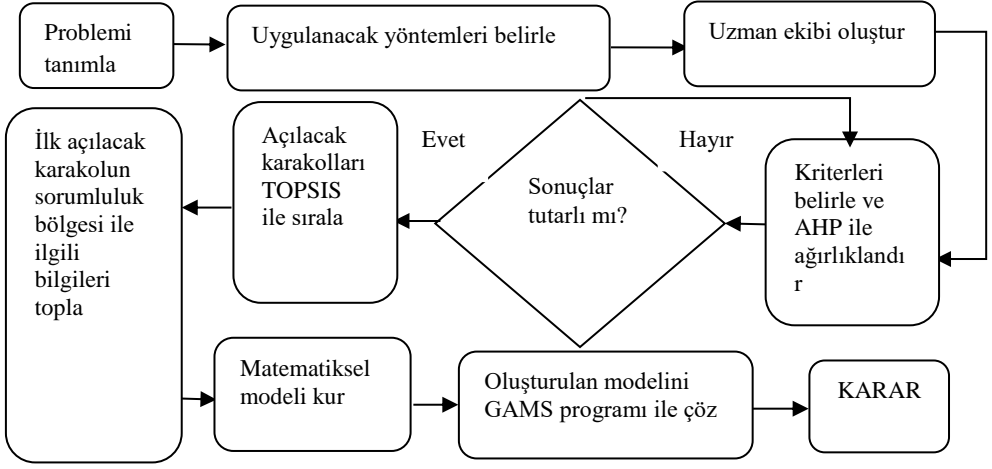 Problemi
tanımla
Uygulanacak yöntemleri belirle
Uzman ekibi oluştur
Kriterleri
belirle ve
AHP ile
ağırlıklandı
r
Hayır
Sonuçlar
tutarlı mı?
Evet
Açılacak
karakolları
TOPSIS
ile sırala
İlk açılacak
karakolun
sorumluluk
bölgesi ile
ilgili
bilgileri
topla
Matematiksel
modeli kur
Oluşturulan modelini
GAMS programı ile çöz
KARAR